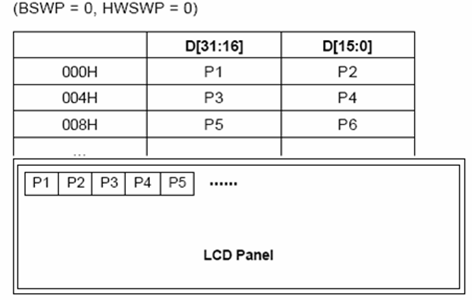 (BSWP = 0, HWSWP = 0)
D[31:16] D[15:0]
000H P1 P2
004H P3 P4
008H P5 P6
...
P1 P2 P3 P4 P5 ......
LCD Panel